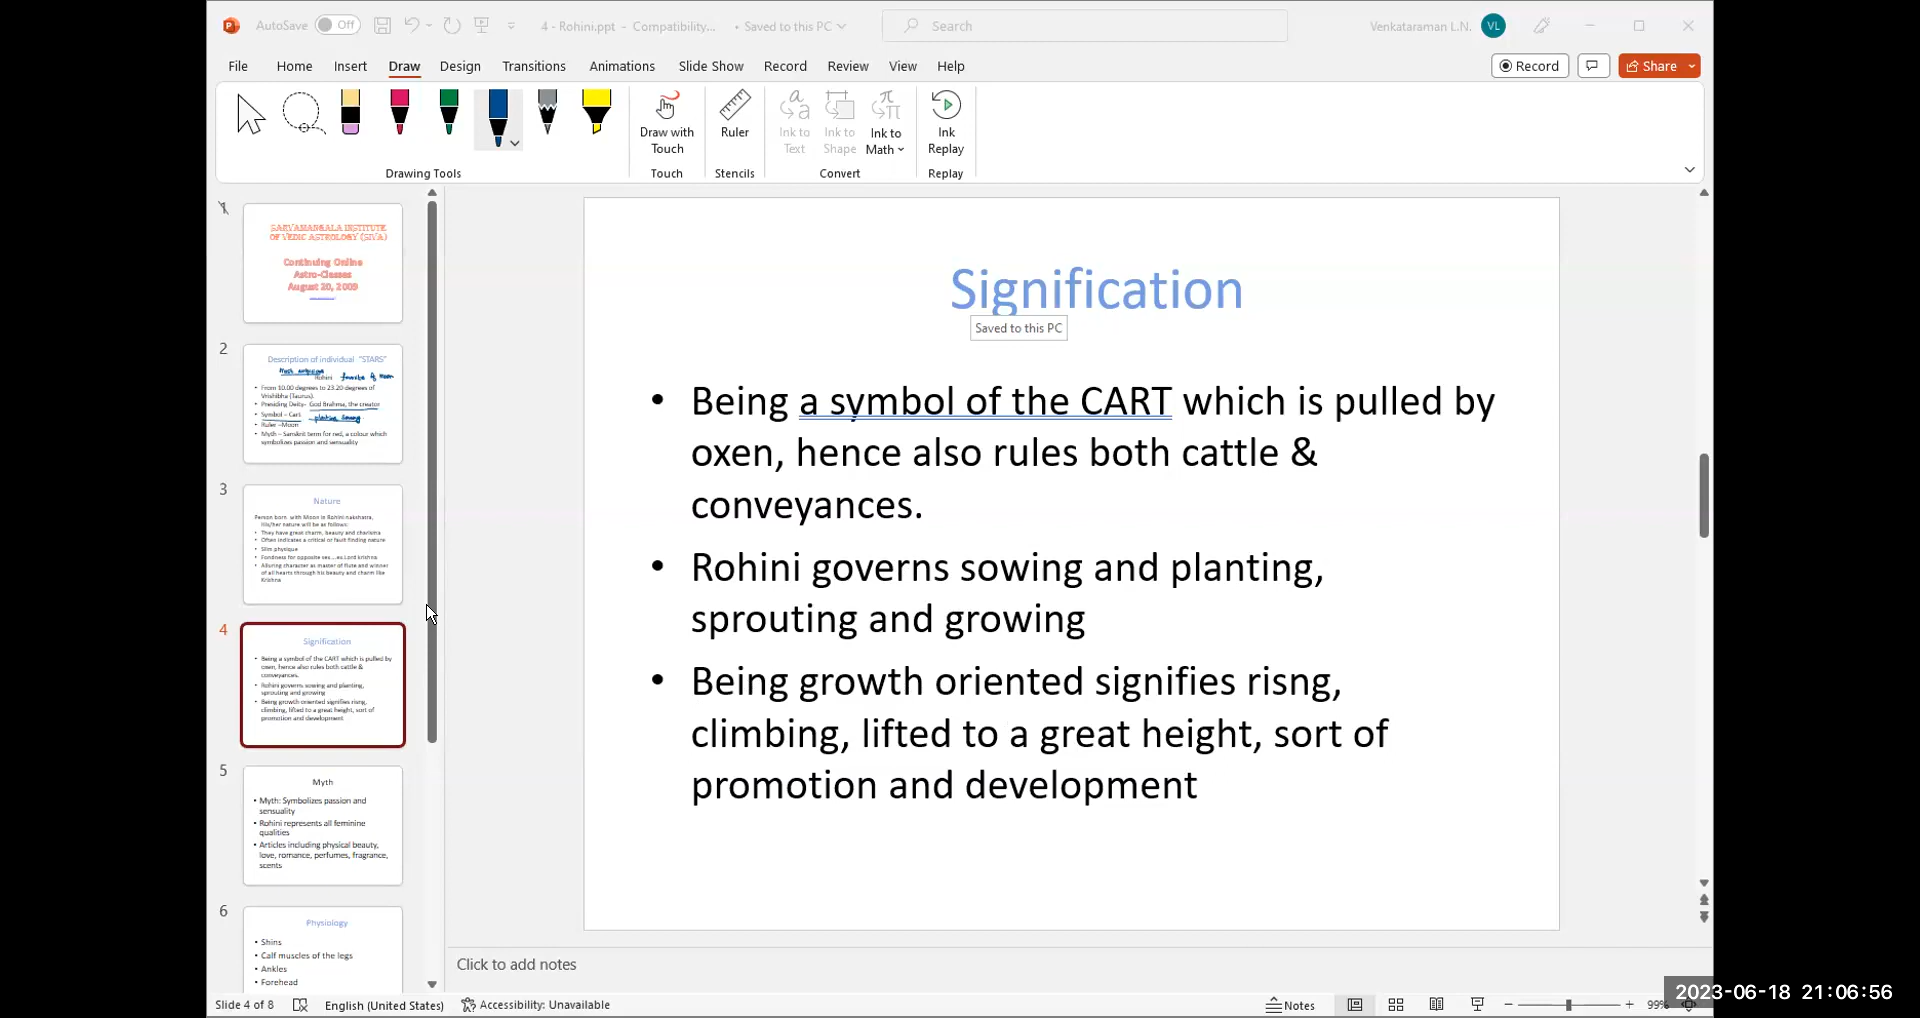 AutoSave Off 4 - Rohini.ppt - Compatibility... • Saved to this PC Search Venkataraman L.N. VL
File Home Insert Draw Design Transitions Animations Slide Show Record Review View Help Record Share
Draw with Touch
Ruler
Ink to Text
Ink to Shape
Ink to Math
Ink Replay
Drawing Tools Touch Stencils Convert Replay
1
SARVAMANGALA INSTITUTE
OF VEDIC ASTROLOGY (SIVA)
Continuing Online
Astro-Classes
August 20, 2009
2
Description of individual "STARS"
Most
Rohini favorite of moon
• From 10.00 degrees to 23.20 degrees of
Vrishibha (Taurus).
• Presiding Deity- God Brahma, the creator
• Symbol – Cart
• Ruler –Moon
• Myth – Sanskrit term for red, a colour which
symbolizes passion and sensuality
3
Nature
Person born with Moon in Rohini nakshatra,
His/her nature will be as follows:
• They have great charm, beauty and charisma
• Often indicates a critical or fault finding nature
• Slim physique
• Fondness for opposite sex....ex Lord krishna
• Alluring character as master of flute and winner
of all hearts through his beauty and charm like
Krishna
4
Signification
• Being a symbol of the CART which is pulled by
oxen, hence also rules both cattle &
conveyances.
• Rohini governs sowing and planting,
sprouting and growing
• Being growth oriented signifies risng,
climbing, lifted to a great height, sort of
promotion and development
5
Myth
• Myth: Symbolizes passion and
sensuality
• Rohini represents all feminine
qualities
• Articles including physical beauty,
love, romance, perfumes, fragrance,
scents
6
Physiology
• Shins
• Calf muscles of the legs
• Ankles
• Forehead
Signification
Saved to this PC
• Being a symbol of the CART which is pulled by
oxen, hence also rules both cattle &
conveyances.
• Rohini governs sowing and planting,
sprouting and growing
• Being growth oriented signifies risng,
climbing, lifted to a great height, sort of
promotion and development
Click to add notes
Slide 4 of 8 English (United States) Accessibility: Unavailable Notes 99%
2023-06-18 21:06:56